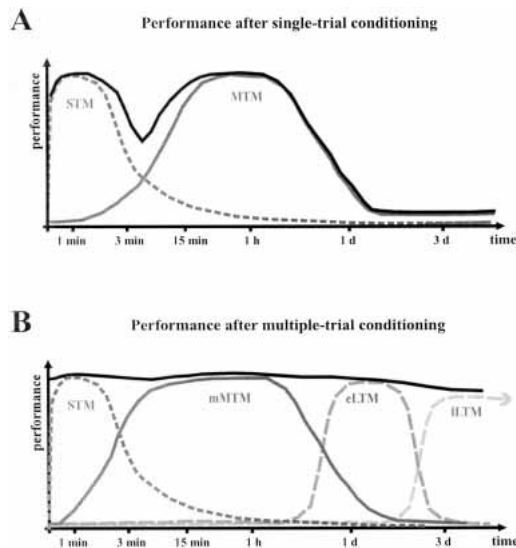 A
Performance after single-trial conditioning
performance
STM
MTM
1 min 3 min 15 min 1 h 1 d 3 d time
B
Performance after multiple-trial conditioning
performance
STM
mMTM
eLTM
lLTM
1 min 3 min 15 min 1 h 1 d 3 d time